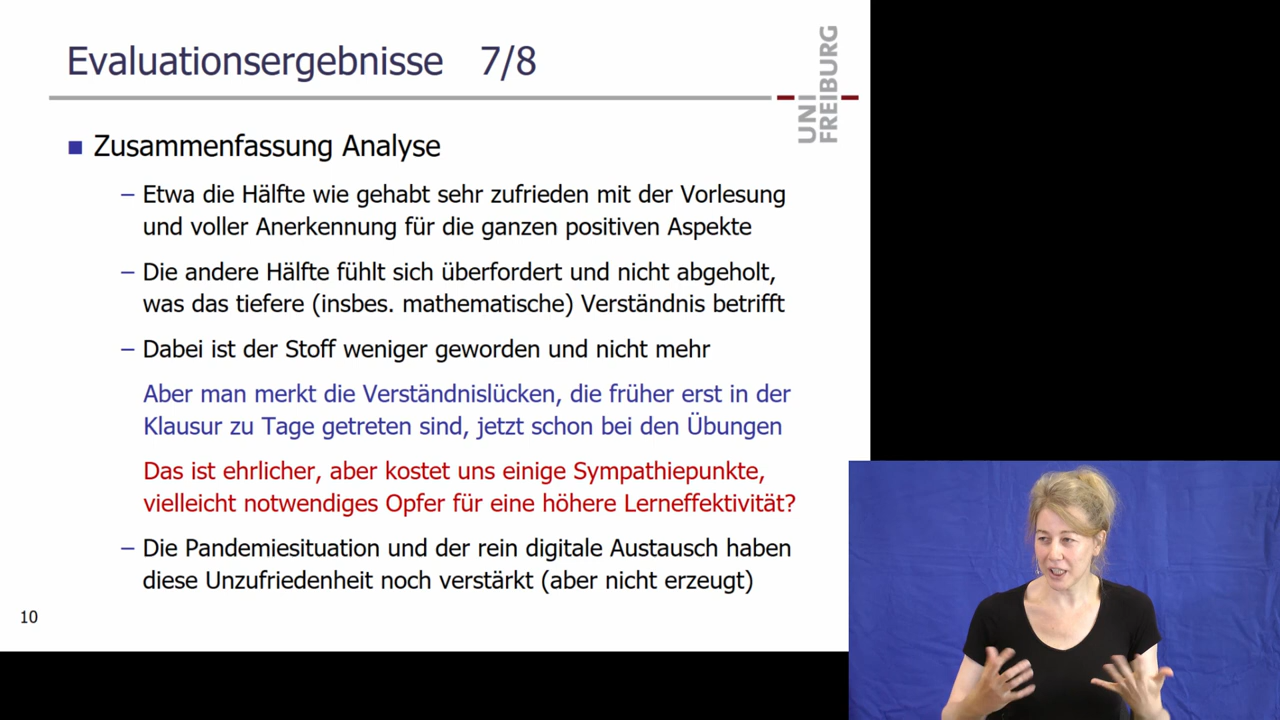 Evaluationsergebnisse 7/8
UNI
FREIBURG
Zusammenfassung Analyse
– Etwa die Hälfte wie gehabt sehr zufrieden mit der Vorlesung
und voller Anerkennung für die ganzen positiven Aspekte
– Die andere Hälfte fühlt sich überfordert und nicht abgeholt,
was das tiefere (insbes. mathematische) Verständnis betrifft
– Dabei ist der Stoff weniger geworden und nicht mehr
Aber man merkt die Verständnislücken, die früher erst in der
Klausur zu Tage getreten sind, jetzt schon bei den Übungen
Das ist ehrlicher, aber kostet uns einige Sympathiepunkte,
vielleicht notwendiges Opfer für eine höhere Lerneffektivität?
– Die Pandemiesituation und der rein digitale Austausch haben
diese Unzufriedenheit noch verstärkt (aber nicht erzeugt)
10